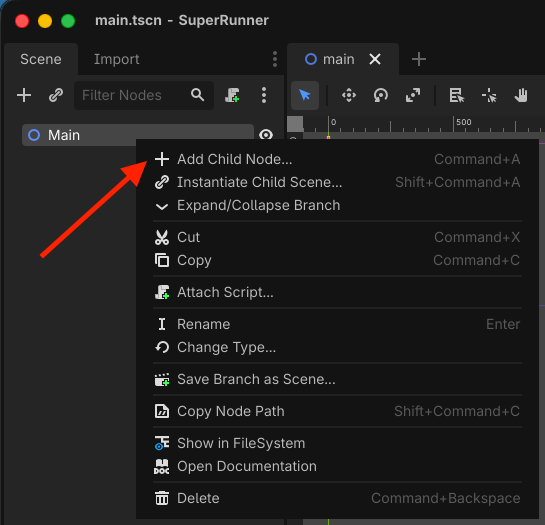 main.tscn - SuperRunner
Scene Import
main
Filter Nodes
0 500
Main
Add Child Node... Command+A
Instantiate Child Scene... Shift+Command+A
Expand/Collapse Branch
Cut Command+X
Copy Command+C
Attach Script...
Rename Enter
Change Type...
Save Branch as Scene...
Copy Node Path Shift+Command+C
Show in FileSystem
DOC Open Documentation
Delete Command+Backspace